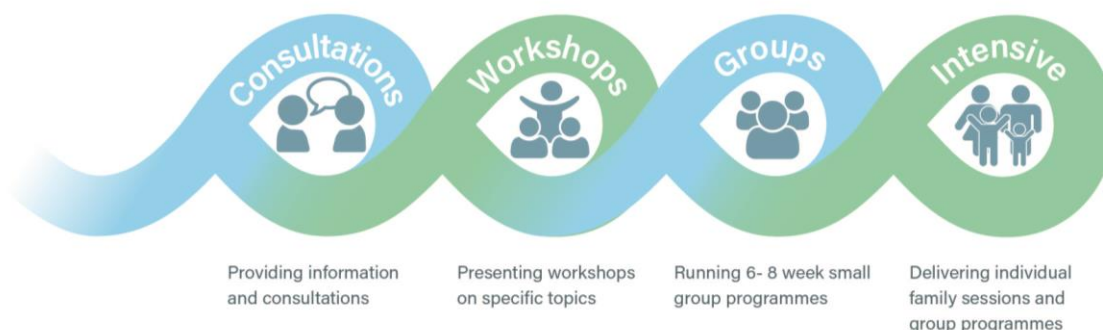 Consultations
Workshops
Groups
Intensive
Providing information
and consultations
Presenting workshops
on specific topics
Running 6- 8 week small
group programmes
Delivering individual
family sessions and
group programmes